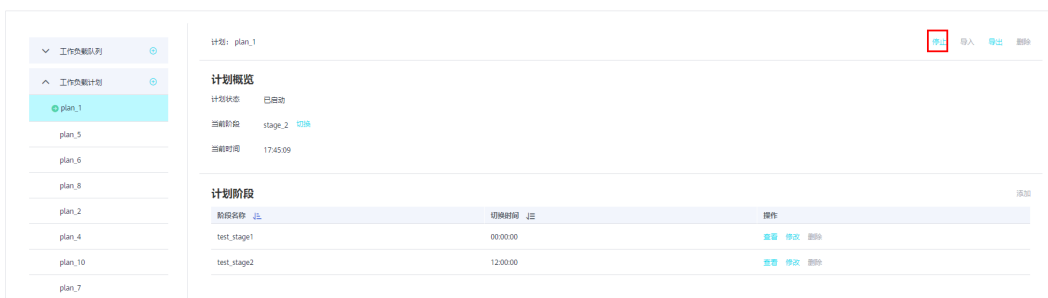 工作负载队列
工作负载计划
plan_1
plan_5
plan_6
plan_8
plan_2
plan_4
plan_10
plan_7
计划: plan_1
停止 导入 导出 删除
计划概览
计划状态 已启动
当前阶段 stage_2 切换
当前时间 17:45:09
计划阶段 添加
阶段名称 切换时间 操作
test_stage1 00:00:00 查看 修改 删除
test_stage2 12:00:00 查看 修改 删除